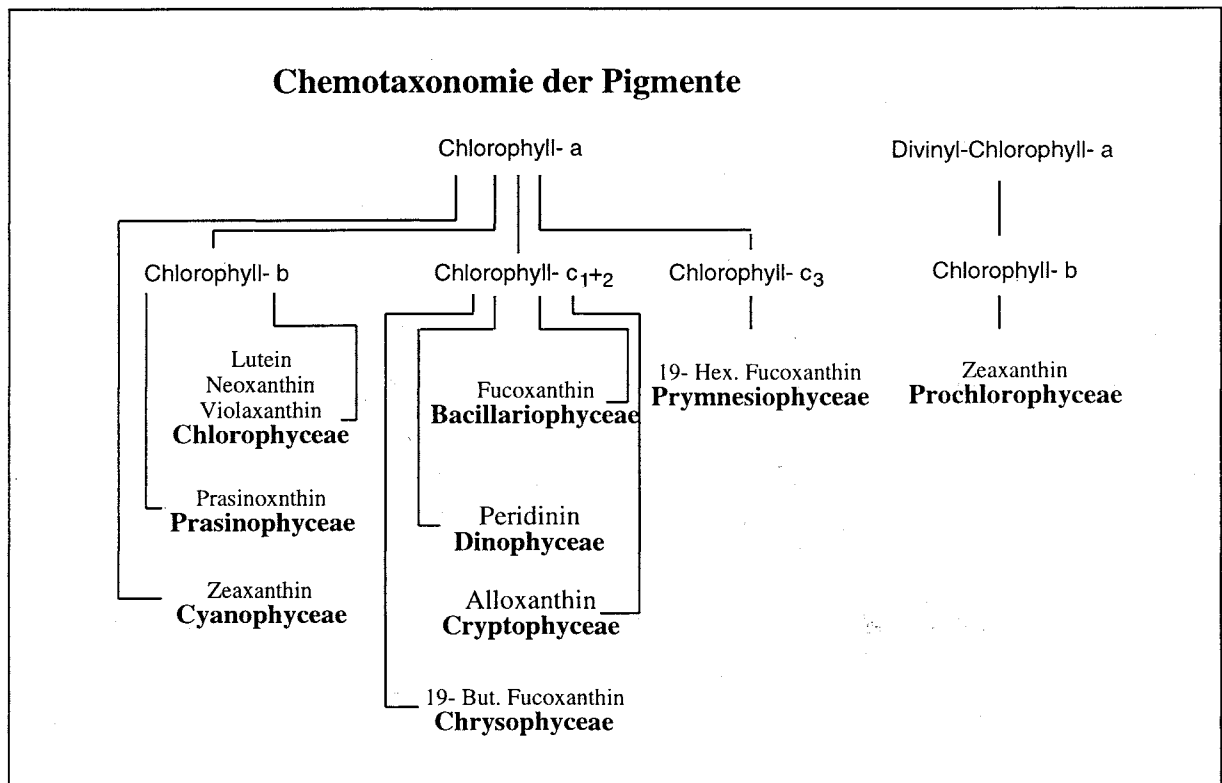 Chemotaxonomie der Pigmente
Chlorophyll- a
Divinyl-Chlorophyll- a
Chlorophyll- b
Chlorophyll- c1+2
Chlorophyll- c3
Chlorophyll- b
Lutein
Neoxanthin
Violaxanthin
Chlorophyceae
Fucoxanthin
Bacillariophyceae
19- Hex. Fucoxanthin
Prymnesiophyceae
Zeaxanthin
Prochlorophyceae
Prasinoxnthin
Prasinophyceae
Peridinin
Dinophyceae
Zeaxanthin
Cyanophyceae
Alloxanthin
Cryptophyceae
19- But. Fucoxanthin
Chrysophyceae